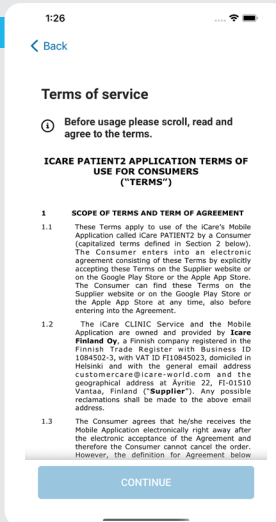 1:26
Back
Terms of service
Before usage please scroll, read and
agree to the terms.
ICARE PATIENT2 APPLICATION TERMS OF
USE FOR CONSUMERS
("TERMS")
1 SCOPE OF TERMS AND TERM OF AGREEMENT
1.1 These Terms apply to use of the iCare's Mobile
Application called iCare PATIENT2 by a Consumer
(capitalized terms defined in Section 2 below).
The Consumer enters into an electronic
agreement consisting of these Terms by explicitly
accepting these Terms on the Supplier website or
on the Google Play Store or the Apple App Store.
The Consumer can find these Terms on the
Supplier website or on the Google Play Store or
the Apple App Store at any time, also before
entering into the Agreement.
1.2 The iCare CLINIC Service and the Mobile
Application are owned and provided by Icare
Finland Oy, a Finnish company registered in the
Finnish Trade Register with Business ID
1084502-3, with VAT ID FI10845023, domiciled in
Helsinki and with the general email address
customercare@icare-world.com and the
geographical address at Äyritie 22, FI-01510
Vantaa, Finland ("Supplier"). Any possible
reclamations shall be made to the above email
address.
1.3 The Consumer agrees that he/she receives the
Mobile Application electronically right away after
the electronic acceptance of the Agreement and
therefore the Consumer cannot cancel the order.
However, the definition for Agreement below
CONTINUE